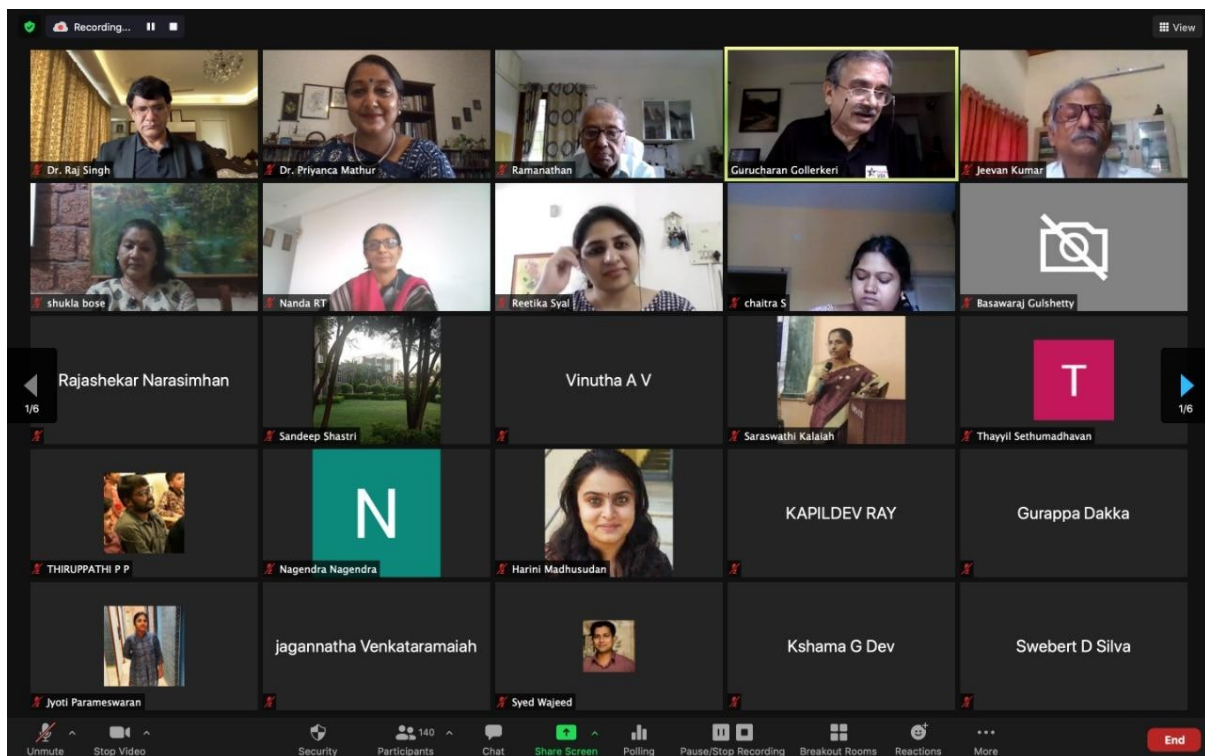 Recording...
View
Dr. Raj Singh
Dr. Priyanca Mathur
Ramanathan
Gurucharan Gollerkeri
Jeevan Kumar
shukla bose
Nanda RT
Reetika Syal
chaitra S
Basawaraj Gulshetty
Rajashekar Narasimhan
Sandeep Shastri
Vinutha A V
Saraswathi Kalaiah
T
Thayyil Sethumadhavan
1/6
1/6
THIRUPPATHI P P
N
Nagendra Nagendra
Harini Madhusudan
KAPILDEV RAY
Gurappa Dakka
Jyoti Parameswaran
jagannatha Venkataramaiah
Syed Wajeed
Kshama G Dev
Swebert D Silva
Unmute
Stop Video
Security
140
Participants
Chat
Share Screen
Polling
Pause/Stop Recording
Breakout Rooms
Reactions
More
End